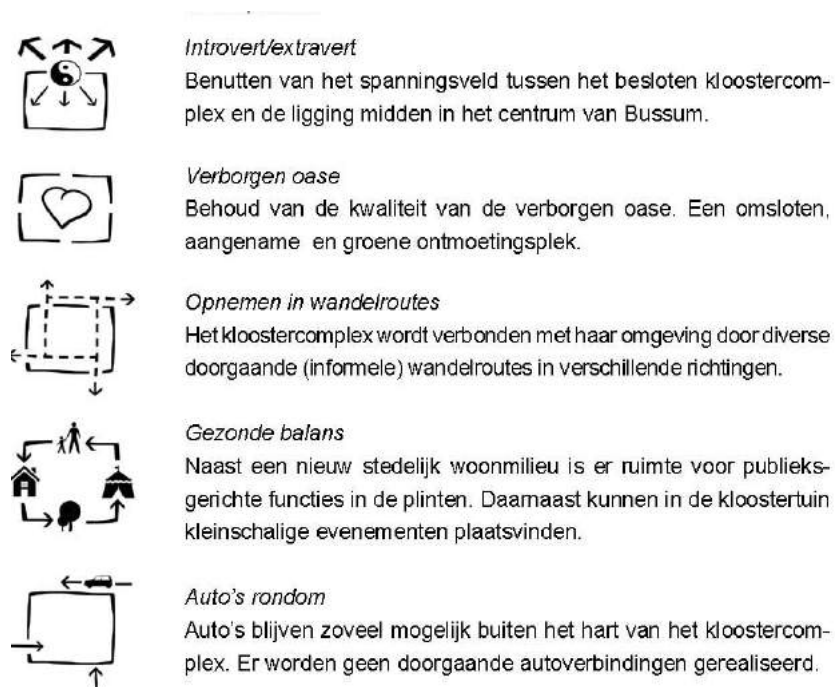 Introvert/extravert
Benutten van het spanningsveld tussen het besloten kloostercom-
plex en de ligging midden in het centrum van Bussum.
Verborgen oase
Behoud van de kwaliteit van de verborgen oase. Een omsloten,
aangename en groene ontmoetingsplek.
Opnemen in wandelroutes
Het kloostercomplex wordt verbonden met haar omgeving door diverse
doorgaande (informele) wandelroutes in verschillende richtingen.
Gezonde balans
Naast een nieuw stedelijk woonmilieu is er ruimte voor publieks-
gerichte functies in de plinten. Daarnaast kunnen in de kloostertuin
kleinschalige evenementen plaatsvinden.
Auto's rondom
Auto's blijven zoveel mogelijk buiten het hart van het kloostercom-
plex. Er worden geen doorgaande autoverbindingen gerealiseerd.